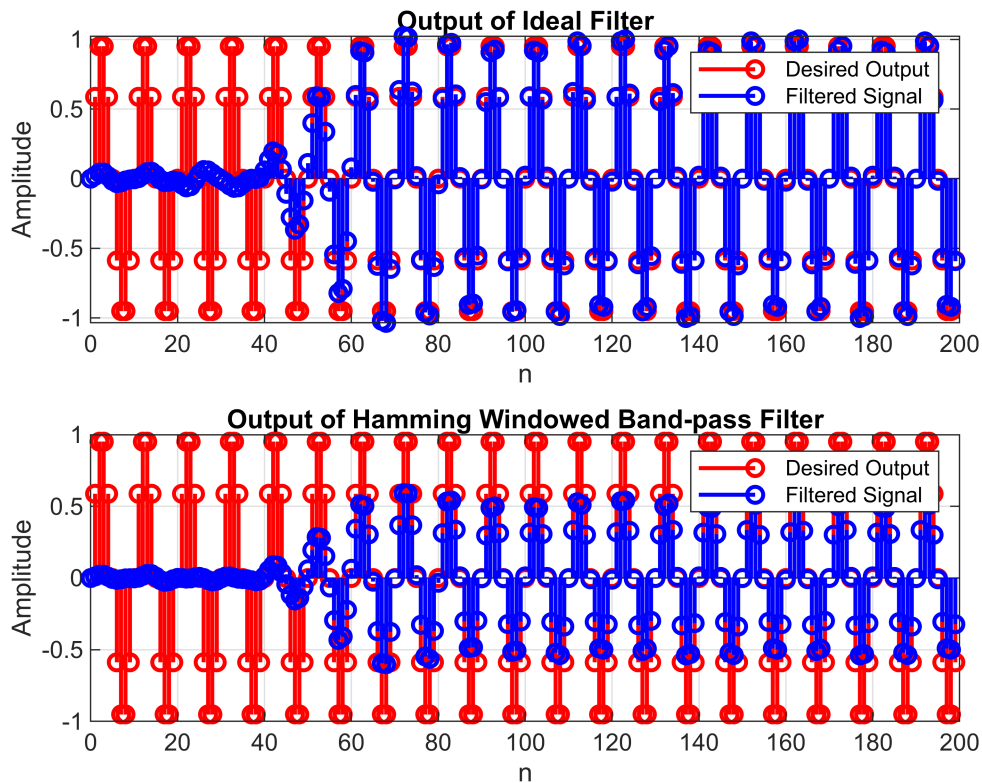 Output of Ideal Filter
1
0.5
0
-0.5
-1
Amplitude
Desired Output
Filtered Signal
0 20 40 60 80 100 120 140 160 180 200
n
Output of Hamming Windowed Band-pass Filter
1
0.5
0
-0.5
-1
Amplitude
Desired Output
Filtered Signal
0 20 40 60 80 100 120 140 160 180 200
n